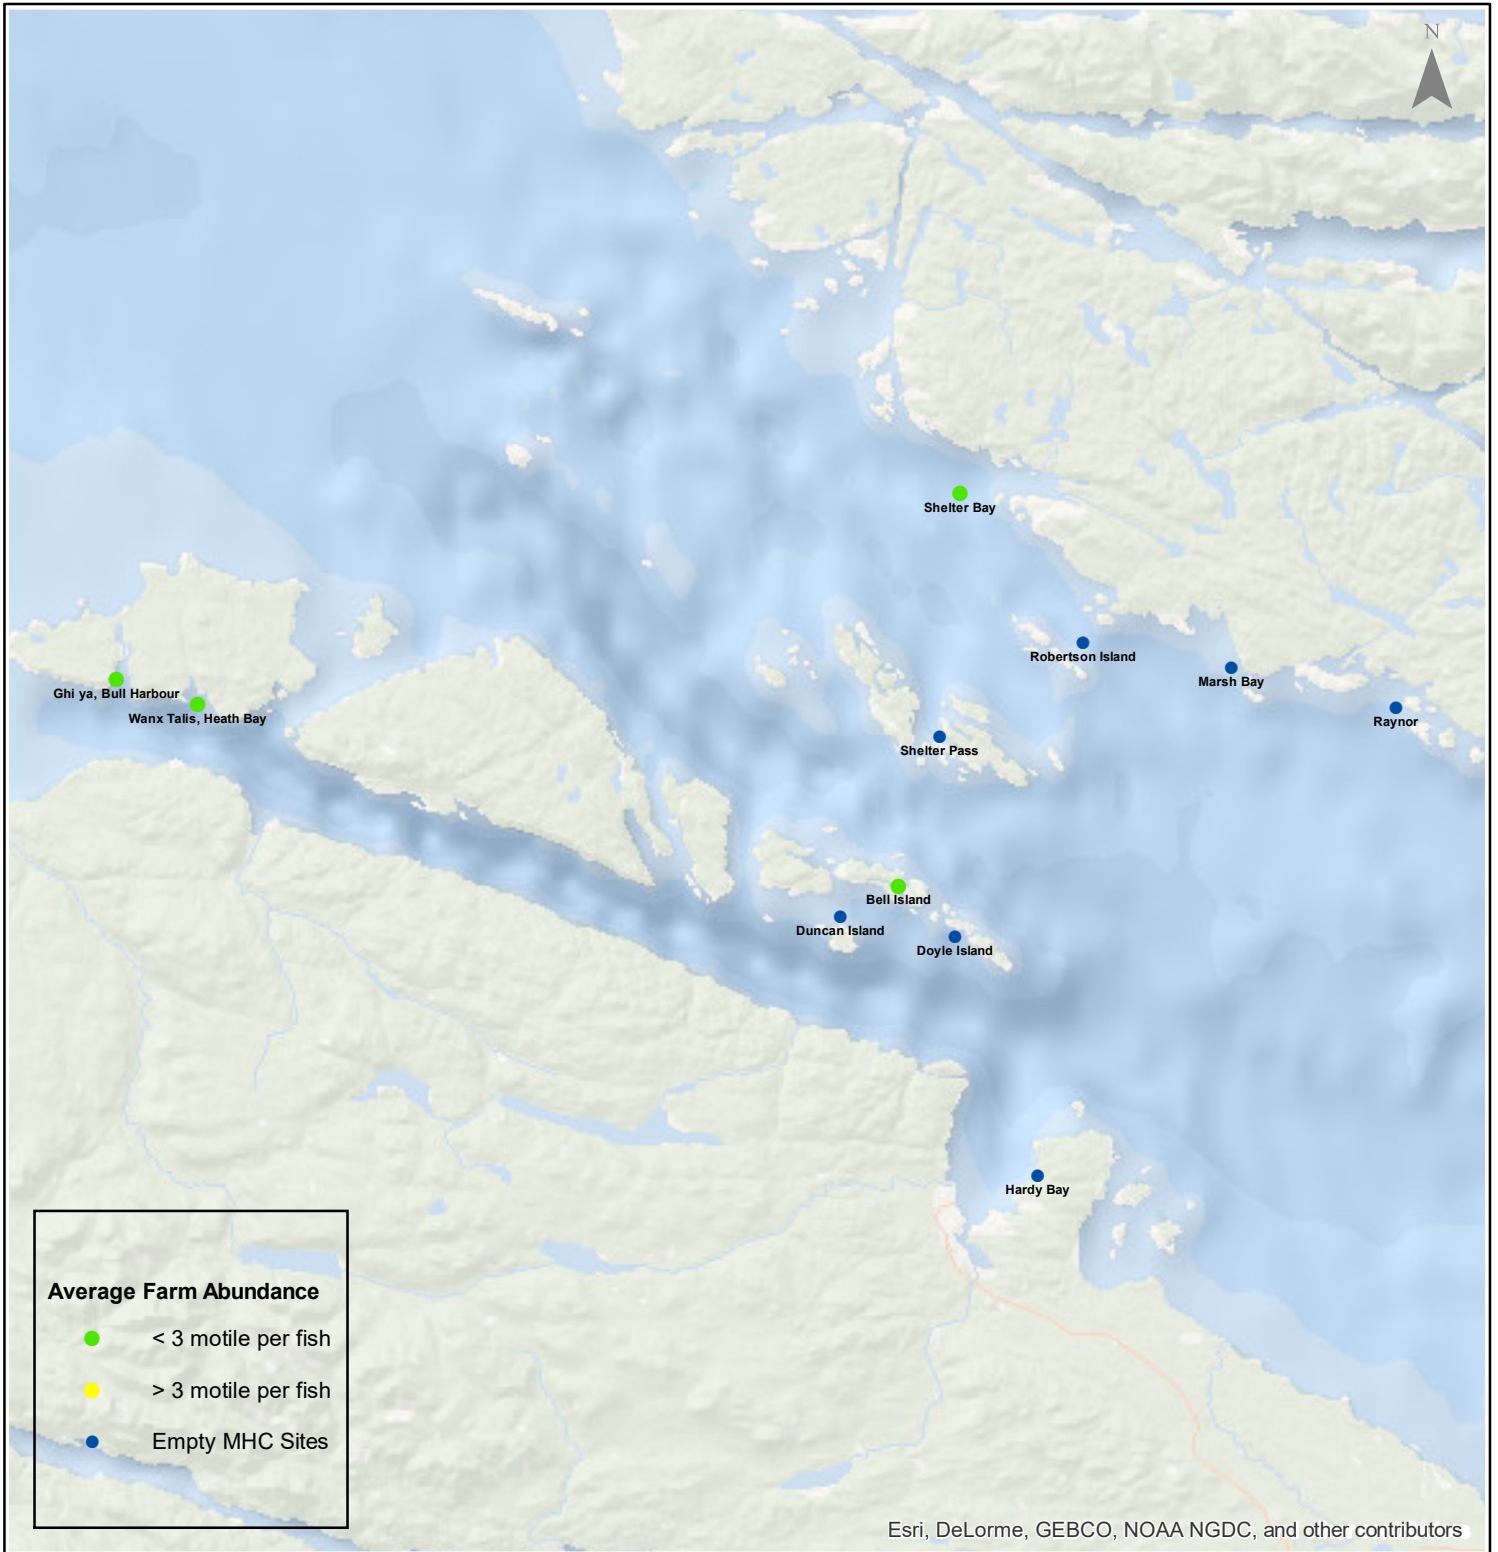 N
Shelter Bay
Robertson Island
Marsh Bay
Ghi ya, Bull Harbour
Wanx Talis, Heath Bay
Raynor
Shelter Pass
Bell Island
Duncan Island
Doyle Island
Hardy Bay
Average Farm Abundance
< 3 motile per fish
> 3 motile per fish
Empty MHC Sites
Esri, DeLorme, GEBCO, NOAA NGDC, and other contributors